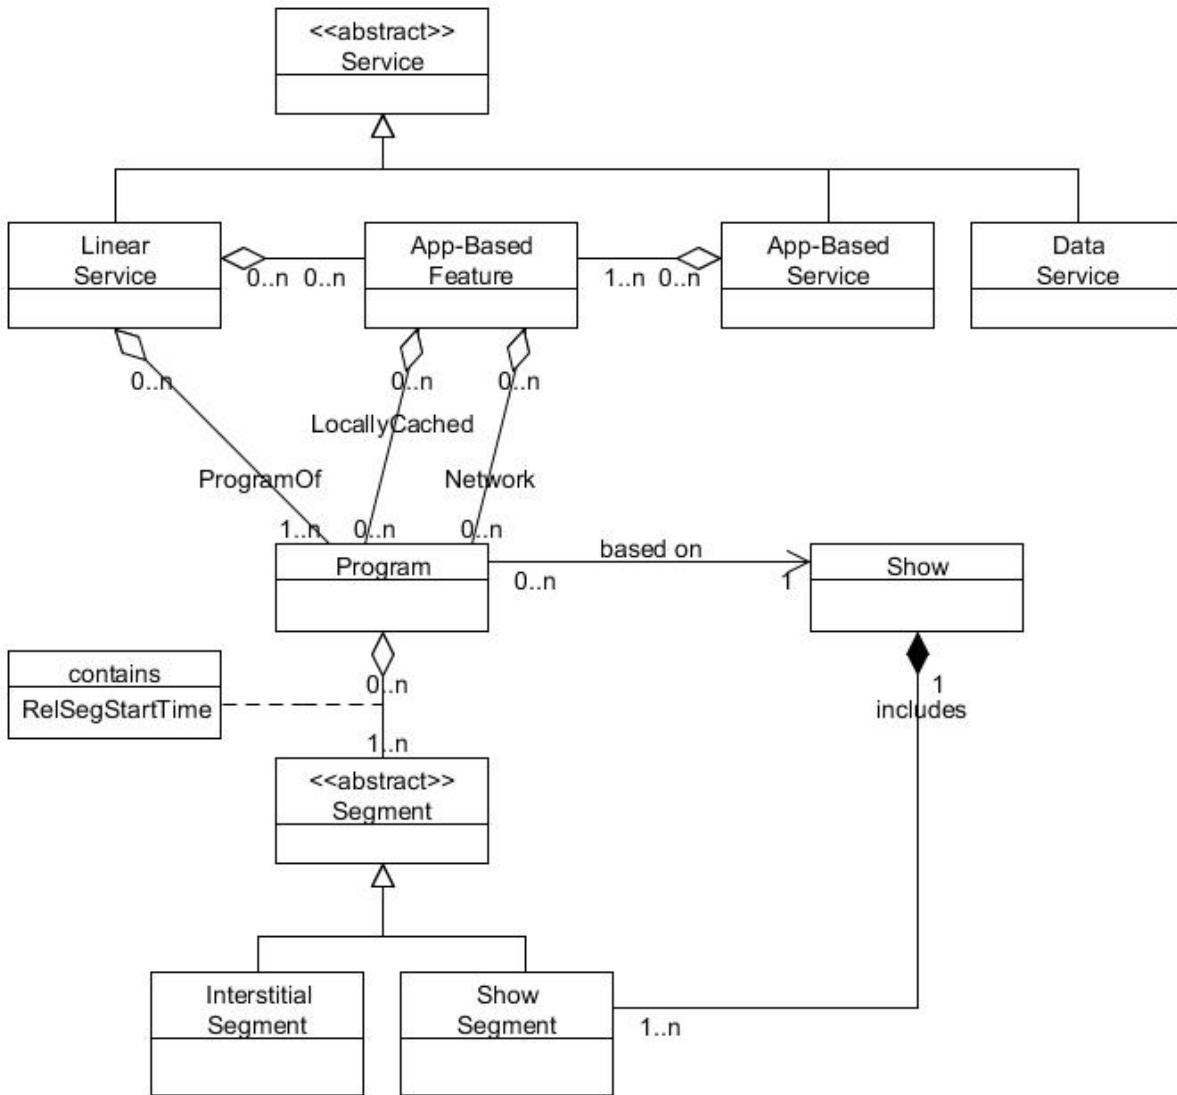 <<abstract>>
Service
Linear
Service
App-Based
Feature
App-Based
Service
Data
Service
0..n 0..n
1..n 0..n
0..n
0..n
0..n
LocallyCached
ProgramOf
Network
1..n
0..n
0..n
Program
based on
0..n
1
Show
contains
RelSegStartTime
0..n
1
includes
1..n
<<abstract>>
Segment
Interstitial
Segment
Show
Segment
1..n